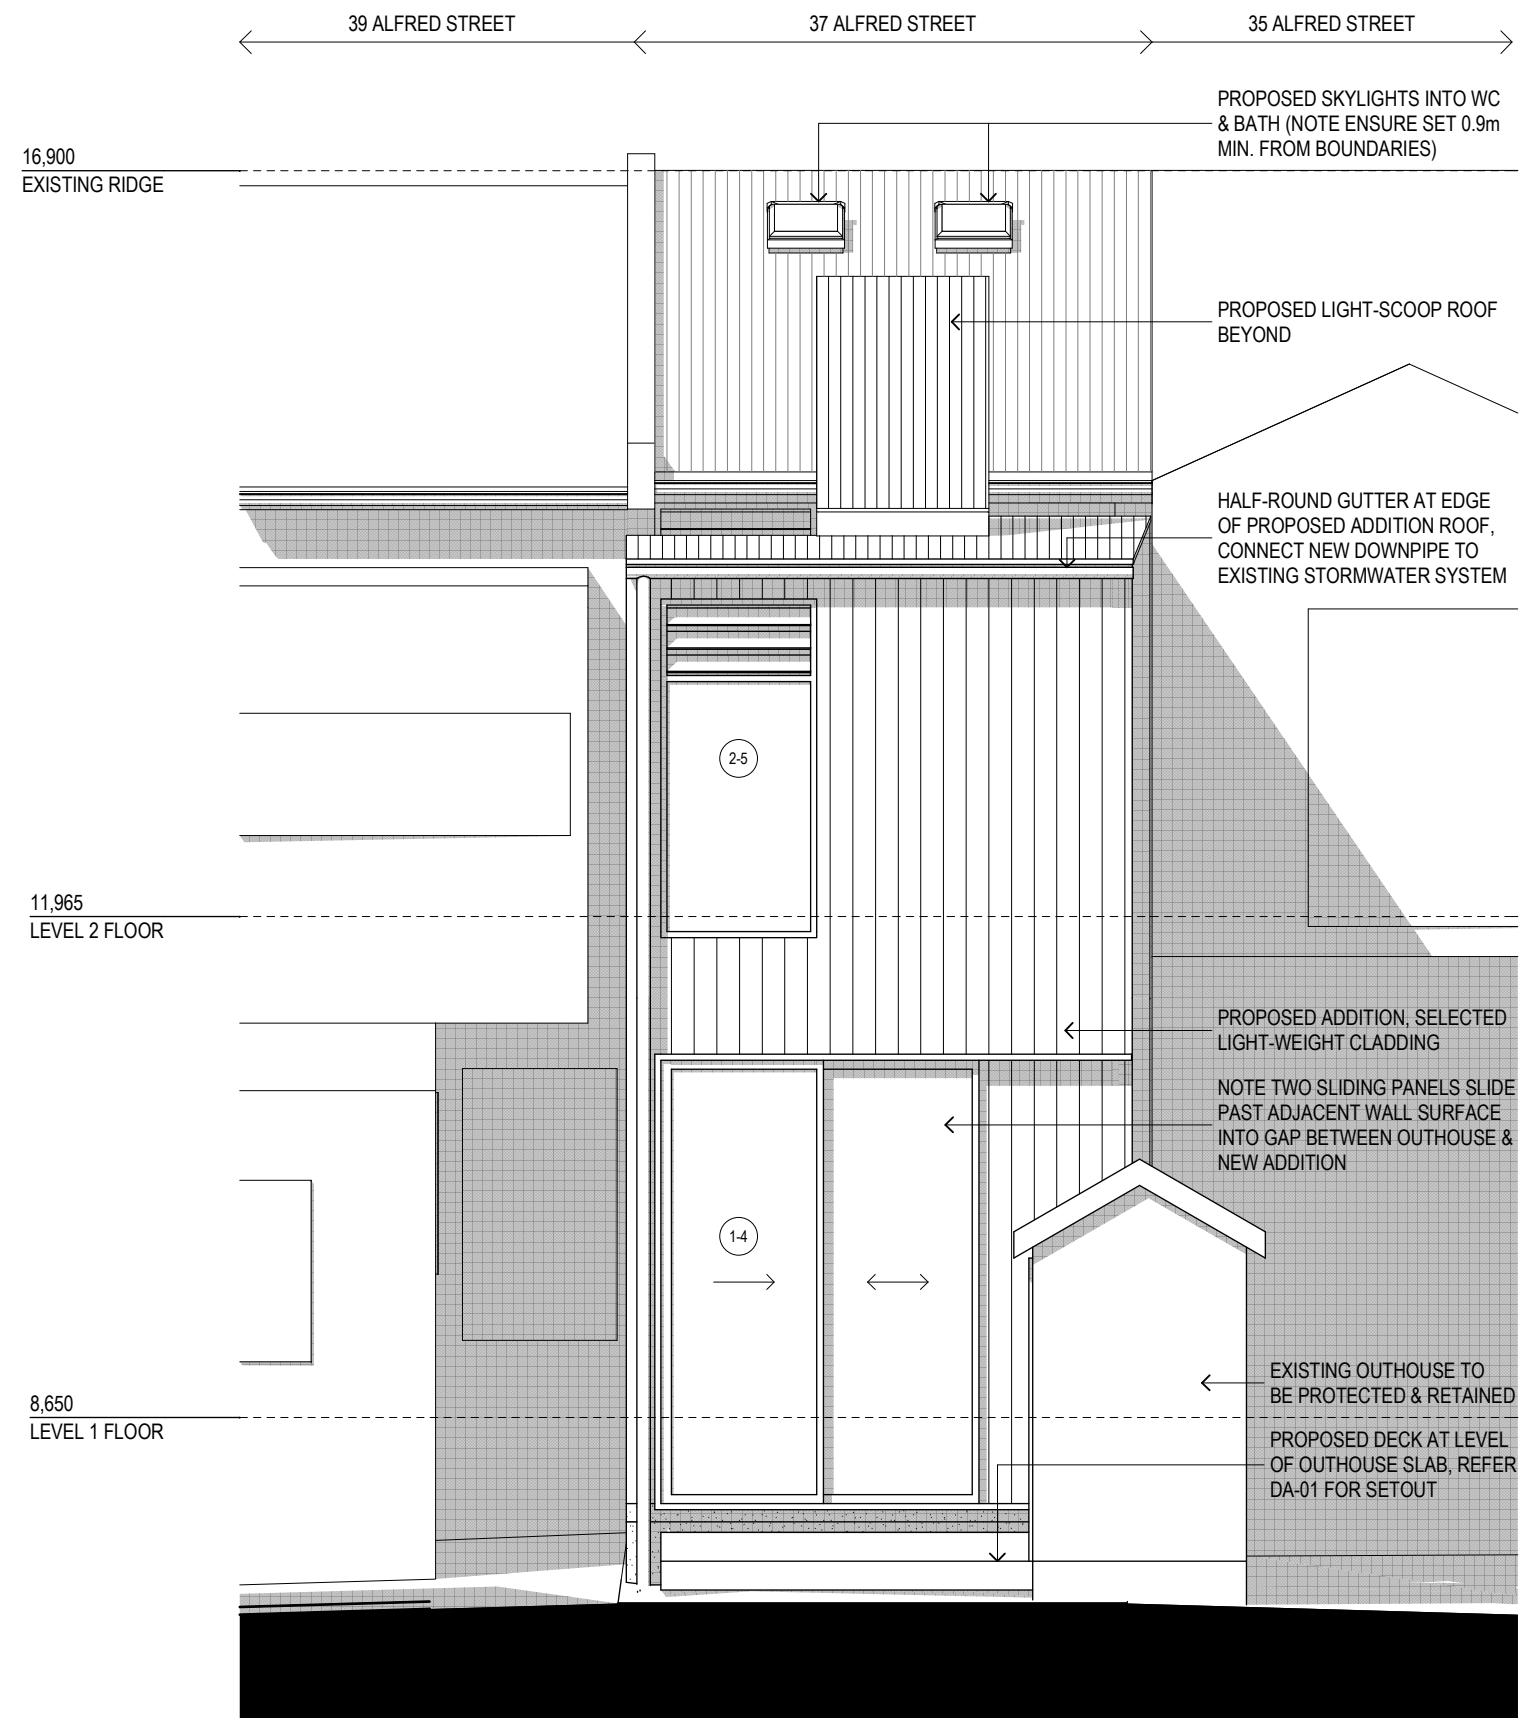 39 ALFRED STREET
37 ALFRED STREET
35 ALFRED STREET
PROPOSED SKYLIGHTS INTO WC
& BATH (NOTE ENSURE SET 0.9m
MIN. FROM BOUNDARIES)
16,900
EXISTING RIDGE
PROPOSED LIGHT-SCOOP ROOF
BEYOND
HALF-ROUND GUTTER AT EDGE
OF PROPOSED ADDITION ROOF,
CONNECT NEW DOWNPIPE TO
EXISTING STORMWATER SYSTEM
2-5
11,965
LEVEL 2 FLOOR
PROPOSED ADDITION, SELECTED
LIGHT-WEIGHT CLADDING
NOTE TWO SLIDING PANELS SLIDE
PAST ADJACENT WALL SURFACE
INTO GAP BETWEEN OUTHOUSE &
NEW ADDITION
1-4
EXISTING OUTHOUSE TO
BE PROTECTED & RETAINED
8,650
LEVEL 1 FLOOR
PROPOSED DECK AT LEVEL
OF OUTHOUSE SLAB, REFER
DA-01 FOR SETOUT